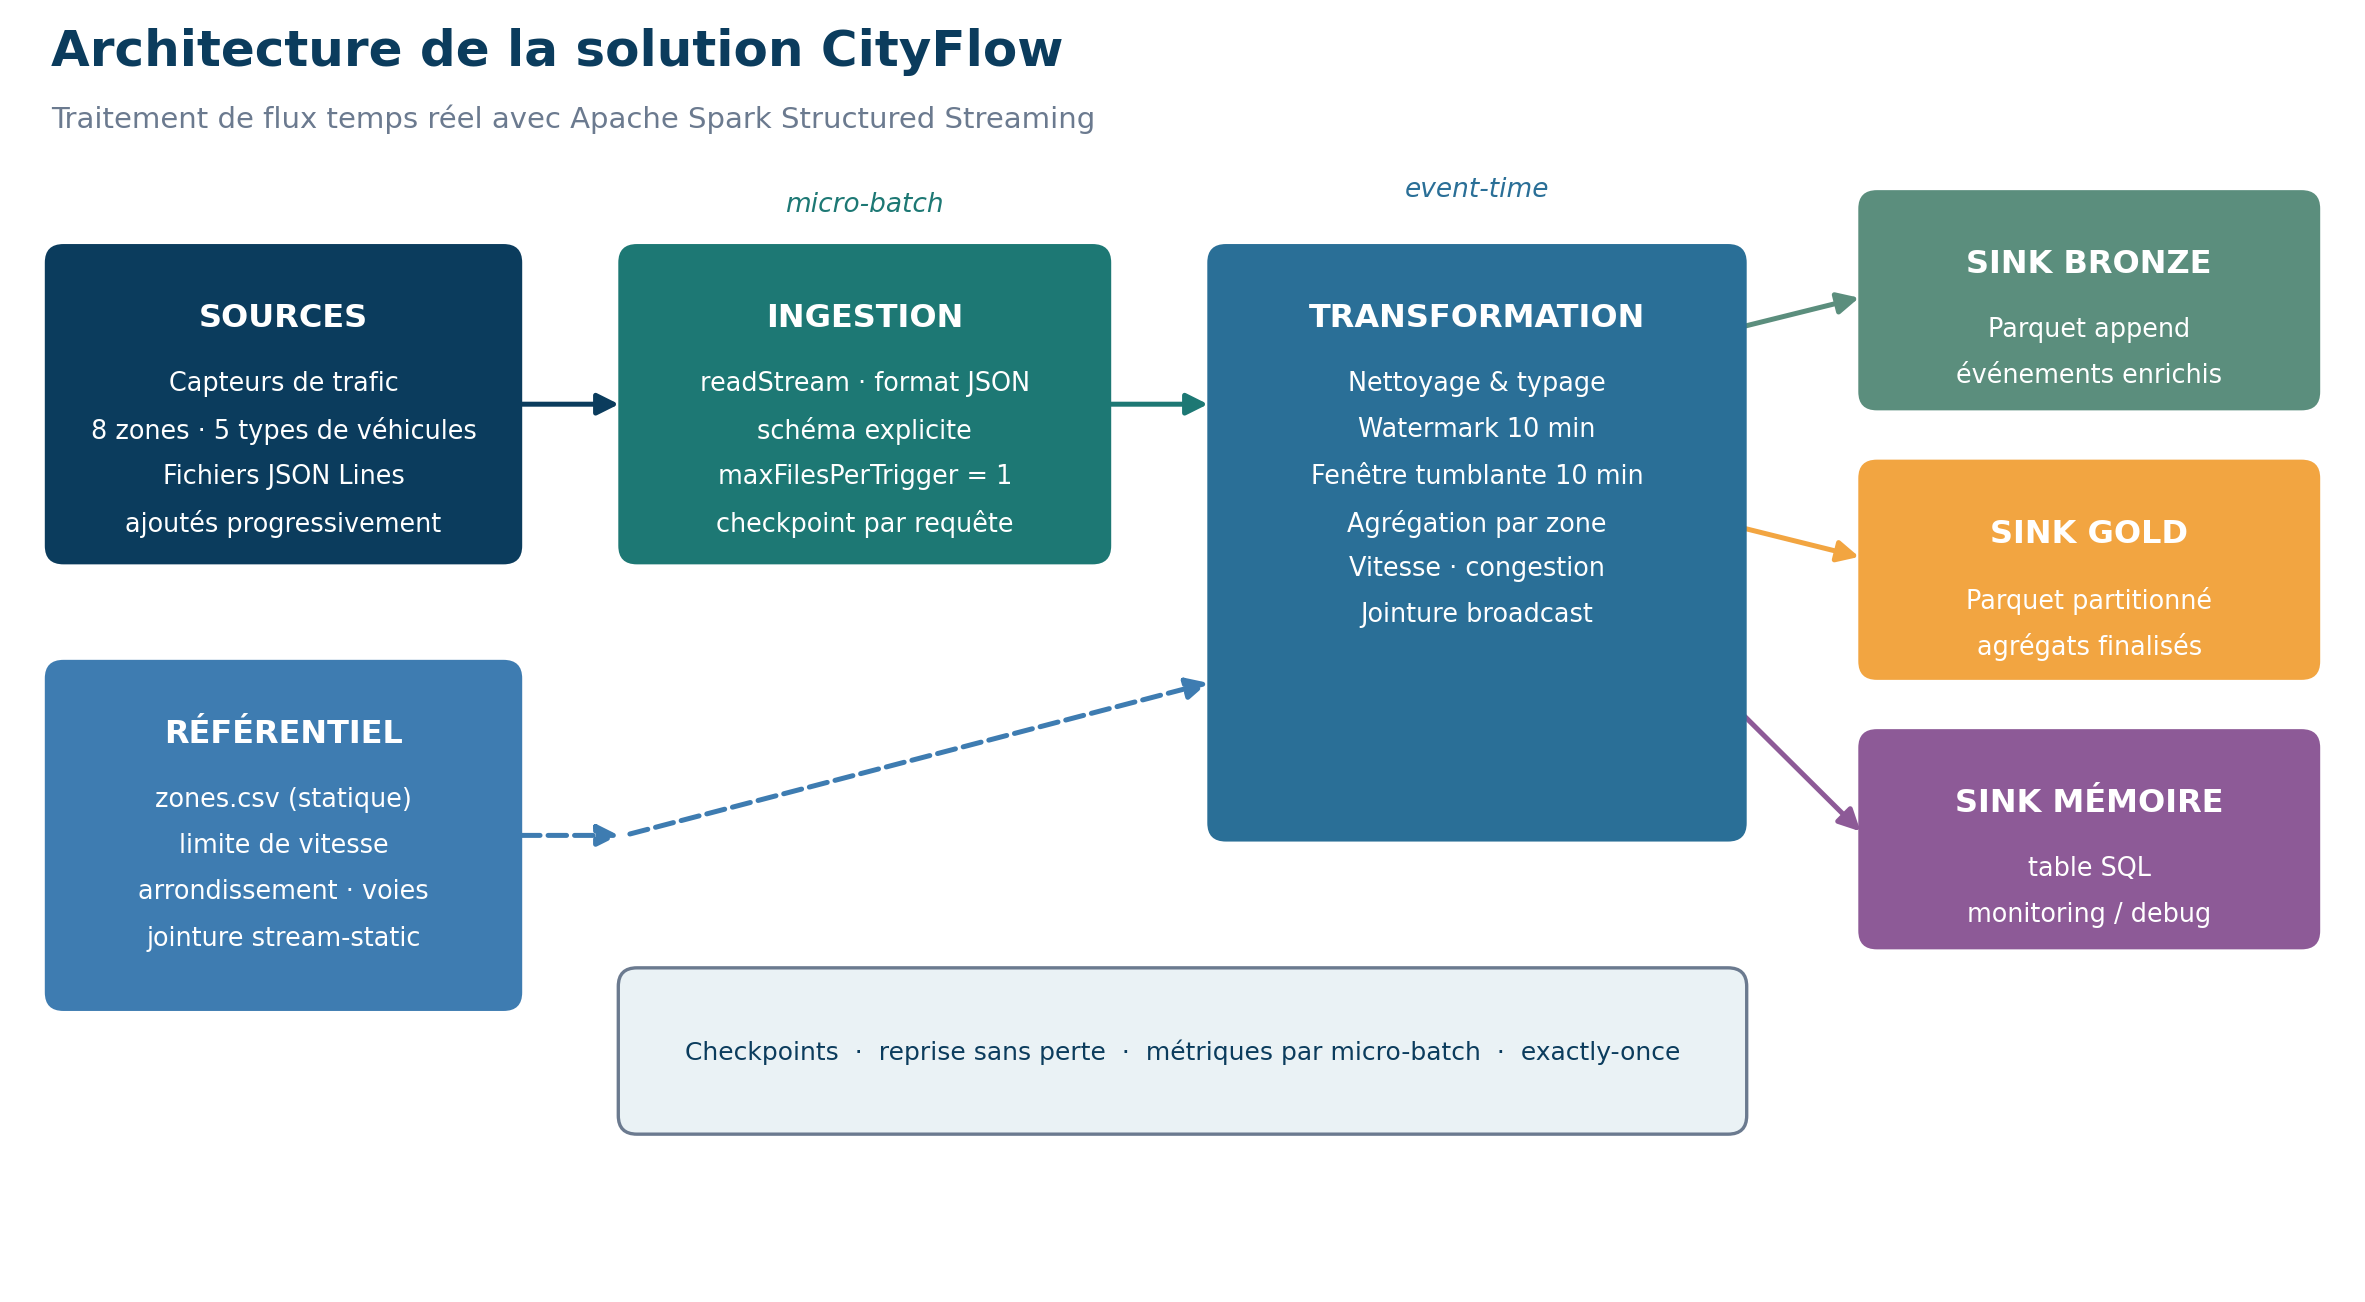 Architecture de la solution CityFlow
Traitement de flux temps réel avec Apache Spark Structured Streaming
SOURCES
Capteurs de trafic
8 zones · 5 types de véhicules
Fichiers JSON Lines
ajoutés progressivement
micro-batch
INGESTION
readStream · format JSON
schéma explicite
maxFilesPerTrigger = 1
checkpoint par requête
event-time
TRANSFORMATION
Nettoyage & typage
Watermark 10 min
Fenêtre tumblante 10 min
Agrégation par zone
Vitesse · congestion
Jointure broadcast
SINK BRONZE
Parquet append
événements enrichis
SINK GOLD
Parquet partitionné
agrégats finalisés
SINK MÉMOIRE
table SQL
monitoring / debug
RÉFÉRENTIEL
zones.csv (statique)
limite de vitesse
arrondissement · voies
jointure stream-static
Checkpoints · reprise sans perte · métriques par micro-batch · exactly-once